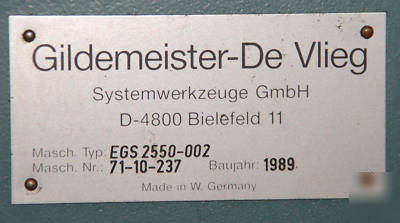 Gildemeister-De Vlieg
Systemwerkzeuge GmbH
D-4800 Bielefeld 11
Masch. Typ: EGS 2550-002
Masch. Nr.: 71-10-237 Baujahr: 1989
Made in W. Germany